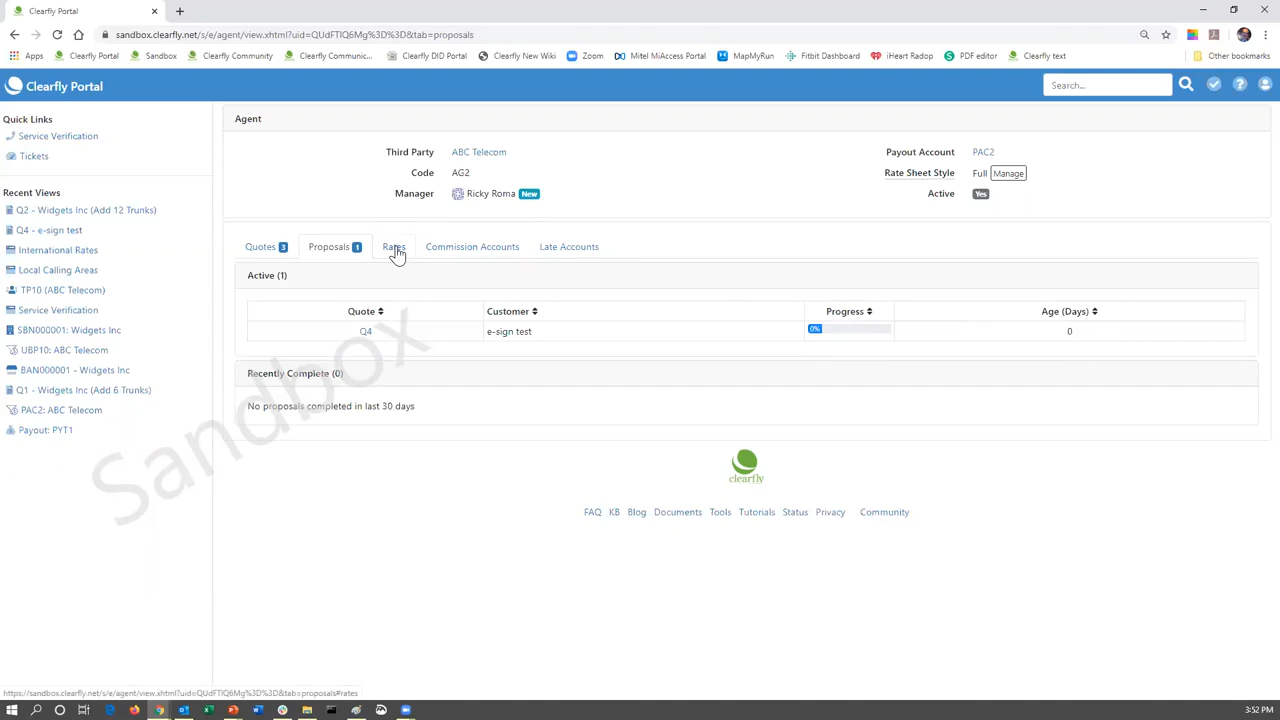 Clearfly Portal
sandbox.clearfly.net/s/e/agent/view.xhtml?uid=QUdFTlQ6Mg%3D%3D&tab=proposals
Apps Clearfly Portal Sandbox Clearfly Community Clearfly Communic... Clearfly DID Portal Clearfly New Wiki Zoom Mitel MiAccess Portal MapMyRun Fitbit Dashboard iHeart Radop PDF editor Clearfly text Other bookmarks
Clearfly Portal Search...
Quick Links
Service Verification
Tickets
Recent Views
Q2 - Widgets Inc (Add 12 Trunks)
Q4 - e-sign test
International Rates
Local Calling Areas
TP10 (ABC Telecom)
Service Verification
SBN000001: Widgets Inc
UBP10: ABC Telecom
BAN000001 - Widgets Inc
Q1 - Widgets Inc (Add 6 Trunks)
PAC2: ABC Telecom
Payout: PYT1
Agent
Third Party ABC Telecom Payout Account PAC2
Code AG2 Rate Sheet Style Full Manage
Manager Ricky Roma New Active Yes
Quotes 3 Proposals 1 Rates Commission Accounts Late Accounts
Active (1)
Quote Customer Progress Age (Days)
Q4 e-sign test 0% 0
Recently Complete (0)
No proposals completed in last 30 days
Sandbox
clearfly
FAQ KB Blog Documents Tools Tutorials Status Privacy Community
https://sandbox.clearfly.net/s/e/agent/view.xhtml?uid=QUdFTlQ6Mg%3D%3D&tab=proposals#rates
3:52 PM